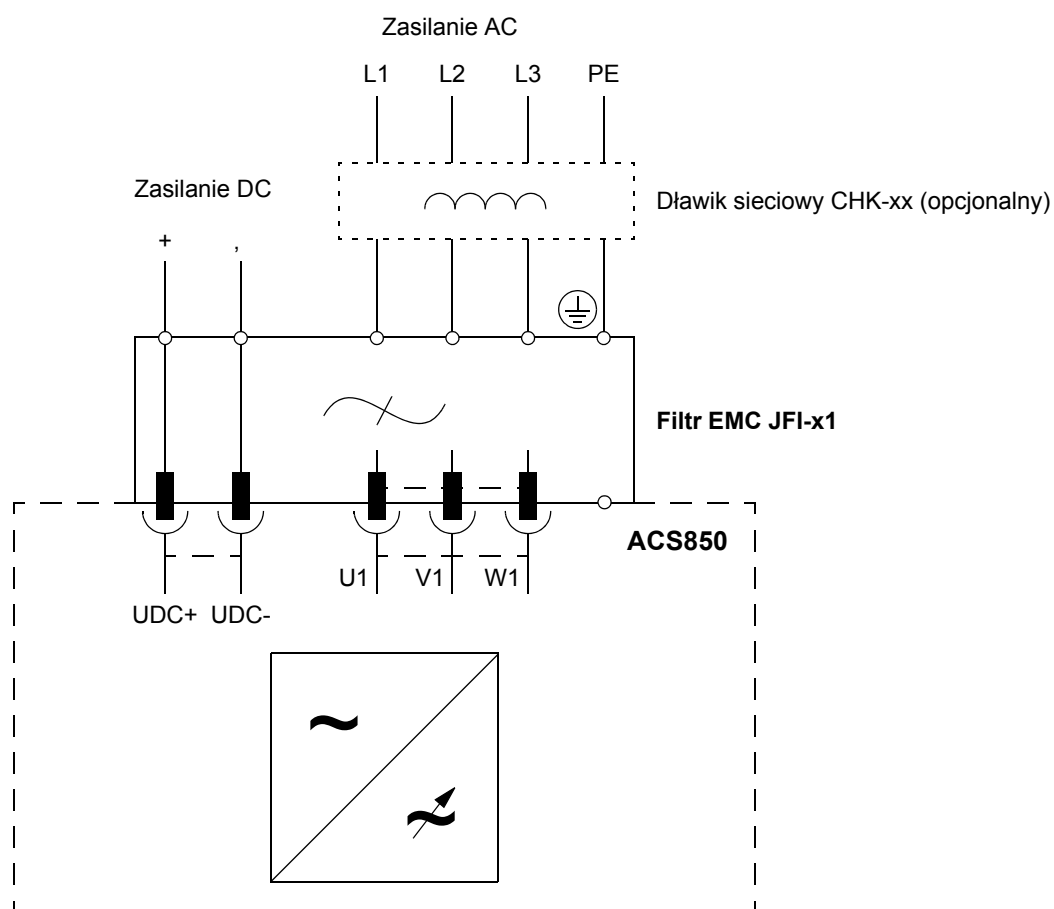 Zasilanie AC
L1 L2 L3 PE
Zasilanie DC
Dławik sieciowy CHK-xx (opcjonalny)
+ ,
Filtr EMC JFI-x1
ACS850
U1 V1 W1
UDC+ UDC-